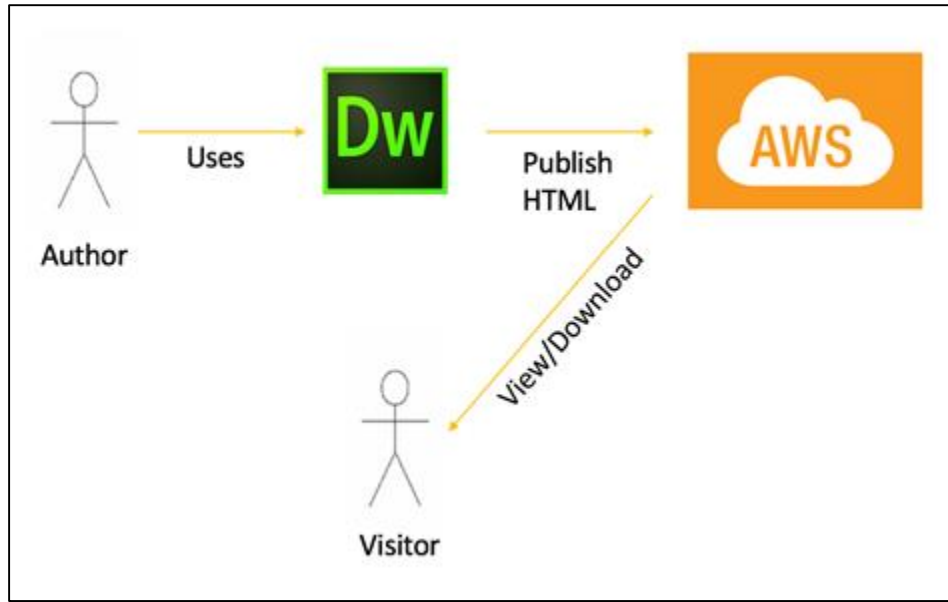 Dw
AWS
Uses
Publish
HTML
Author
View/Download
Visitor